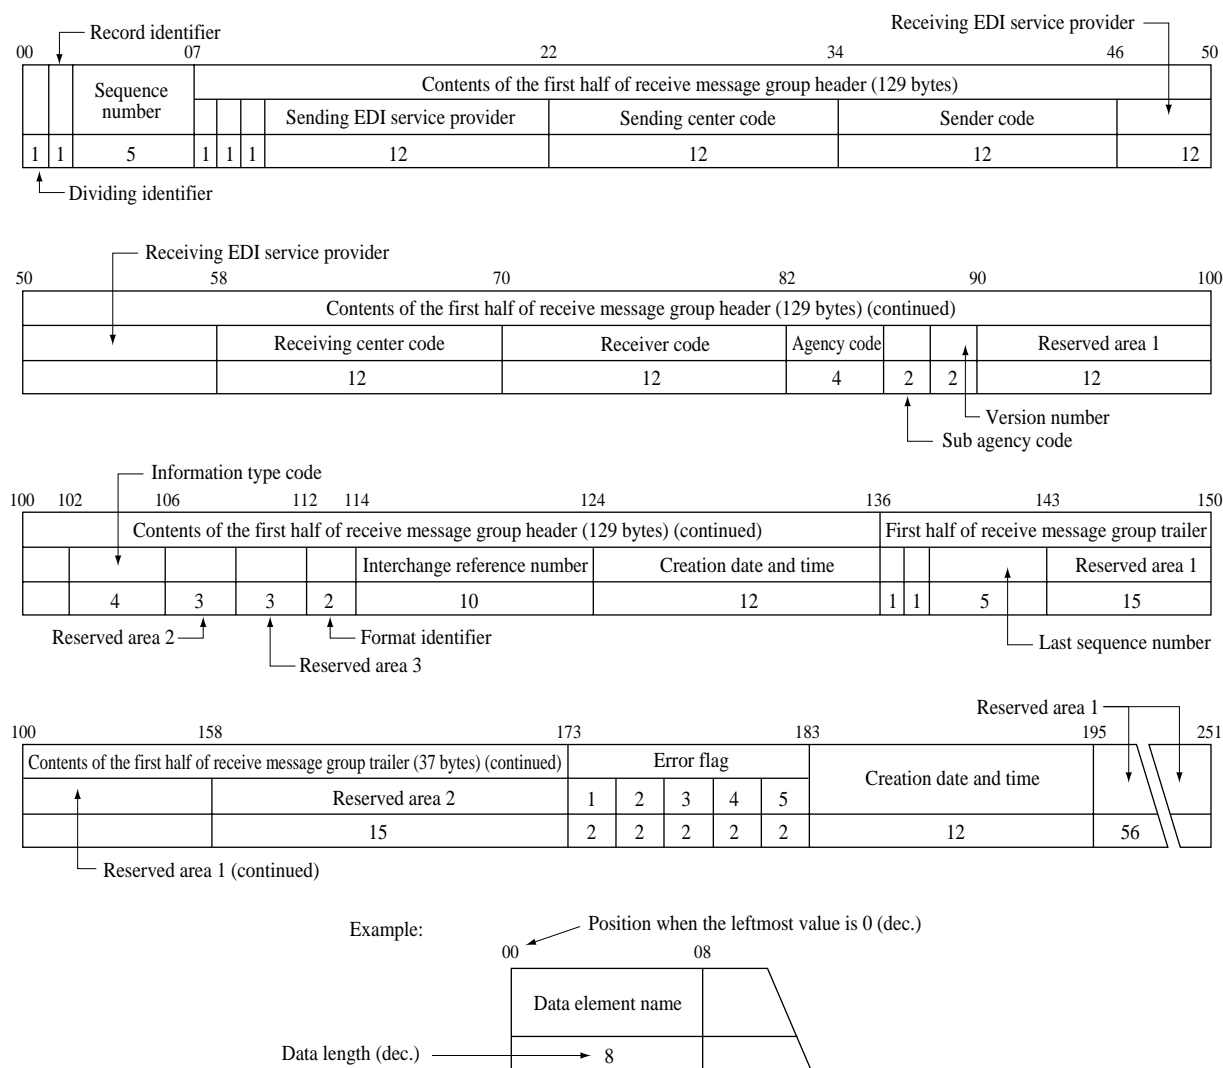 Record identifier
Receiving EDI service provider
00 07 22 34 46 50
Sequence number
Contents of the first half of receive message group header (129 bytes)
Sending EDI service provider Sending center code Sender code
1 1 5 1 1 1 12 12 12 12
Dividing identifier
Receiving EDI service provider
50 58 70 82 90 100
Contents of the first half of receive message group header (129 bytes) (continued)
Receiving center code Receiver code Agency code Reserved area 1
12 12 4 2 2 12
Version number
Sub agency code
Information type code
100 102 106 112 114 124 136 143 150
Contents of the first half of receive message group header (129 bytes) (continued) First half of receive message group trailer
Interchange reference number Creation date and time Reserved area 1
4 3 3 2 10 12 1 1 5 15
Reserved area 2 Format identifier Last sequence number
Reserved area 3
Reserved area 1
100 158 173 183 195 251
Contents of the first half of receive message group trailer (37 bytes) (continued) Error flag Creation date and time
Reserved area 2 1 2 3 4 5
15 2 2 2 2 2 12 56
Reserved area 1 (continued)
Example: Position when the leftmost value is 0 (dec.)
00 08
Data element name
Data length (dec.) 8